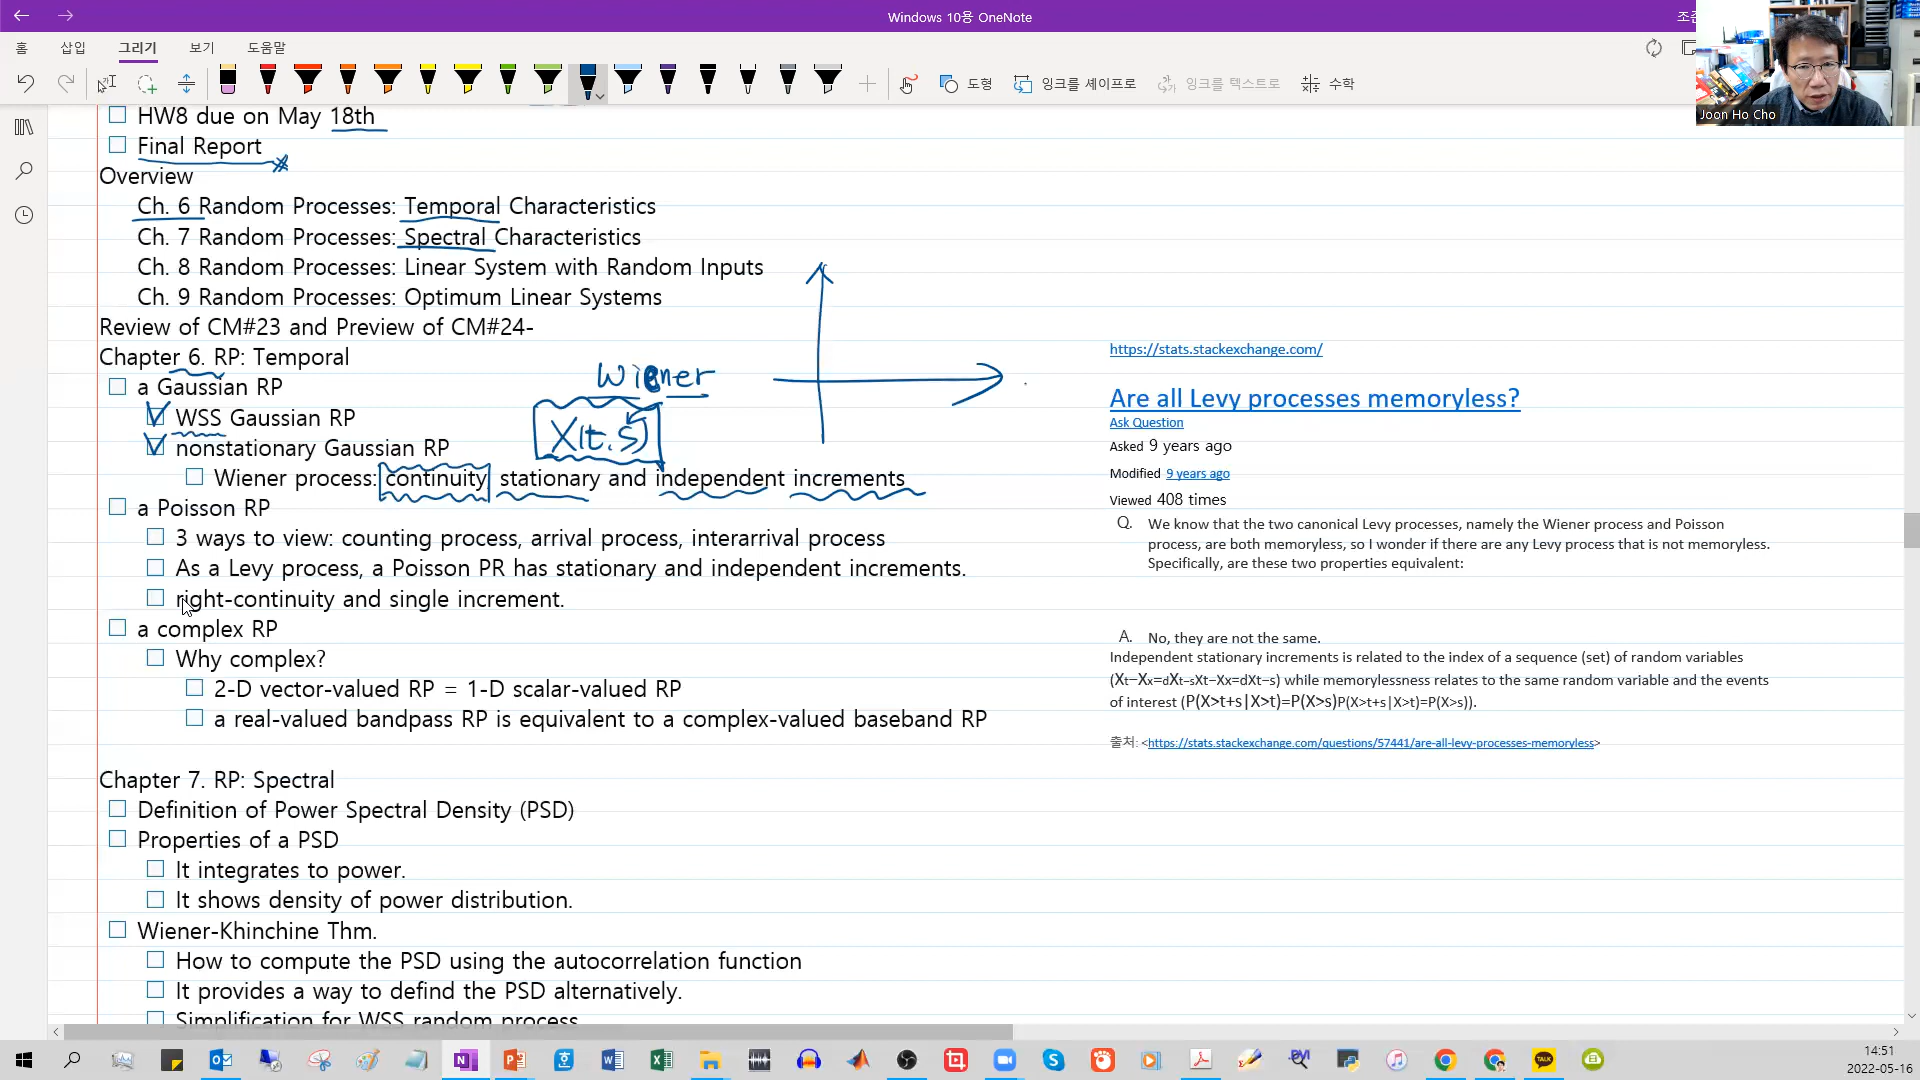 Windows 10용 OneNote
조준
홈 삽입 그리기 보기 도움말
도형 잉크를 셰이프로 잉크를 텍스트로 수학
Joon Ho Cho
HW8 due on May 18th
Final Report
Overview
Ch. 6 Random Processes: Temporal Characteristics
Ch. 7 Random Processes: Spectral Characteristics
Ch. 8 Random Processes: Linear System with Random Inputs
Ch. 9 Random Processes: Optimum Linear Systems
Review of CM#23 and Preview of CM#24-
Chapter 6. RP: Temporal
a Gaussian RP
Wiener
WSS Gaussian RP
X(t,s)
nonstationary Gaussian RP
Wiener process: continuity stationary and independent increments
a Poisson RP
3 ways to view: counting process, arrival process, interarrival process
As a Levy process, a Poisson PR has stationary and independent increments.
right-continuity and single increment.
a complex RP
Why complex?
2-D vector-valued RP = 1-D scalar-valued RP
a real-valued bandpass RP is equivalent to a complex-valued baseband RP
Chapter 7. RP: Spectral
Definition of Power Spectral Density (PSD)
Properties of a PSD
It integrates to power.
It shows density of power distribution.
Wiener-Khinchine Thm.
How to compute the PSD using the autocorrelation function
It provides a way to defind the PSD alternatively.
Simplification for WSS random process
https://stats.stackexchange.com/
Are all Levy processes memoryless?
Ask Question
Asked 9 years ago
Modified 9 years ago
Viewed 408 times
Q. We know that the two canonical Levy processes, namely the Wiener process and Poisson
process, are both memoryless, so I wonder if there are any Levy process that is not memoryless.
Specifically, are these two properties equivalent:
A. No, they are not the same.
Independent stationary increments is related to the index of a sequence (set) of random variables
(Xt−Xx=dXt−sXt−Xx=dXt−s) while memorylessness relates to the same random variable and the events
of interest (P(X>t+s|X>t)=P(X>s)P(X>t+s|X>t)=P(X>s)).
출처: <https://stats.stackexchange.com/questions/57441/are-all-levy-processes-memoryless>
14:51
2022-05-16